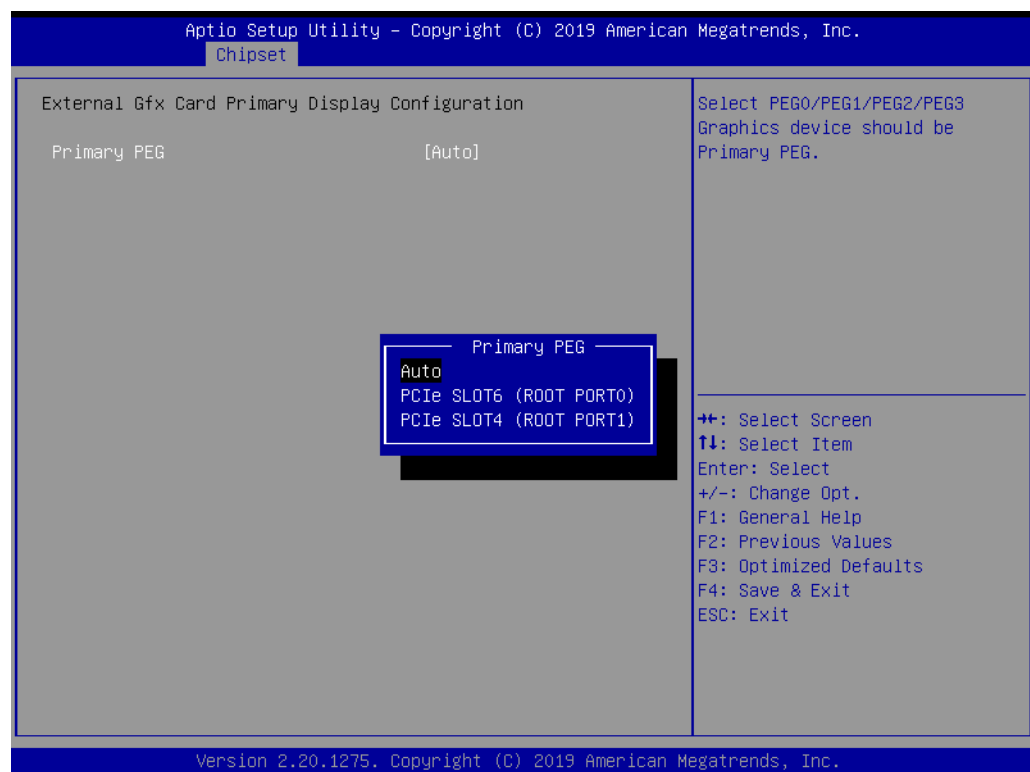 Aptio Setup Utility – Copyright (C) 2019 American Megatrends, Inc.
Chipset
External Gfx Card Primary Display Configuration
Primary PEG [Auto]
Select PEG0/PEG1/PEG2/PEG3
Graphics device should be
Primary PEG.
Primary PEG
Auto
PCIe SLOT6 (ROOT PORT0)
PCIe SLOT4 (ROOT PORT1)
→←: Select Screen
↑↓: Select Item
Enter: Select
+/-: Change Opt.
F1: General Help
F2: Previous Values
F3: Optimized Defaults
F4: Save & Exit
ESC: Exit
Version 2.20.1275. Copyright (C) 2019 American Megatrends, Inc.